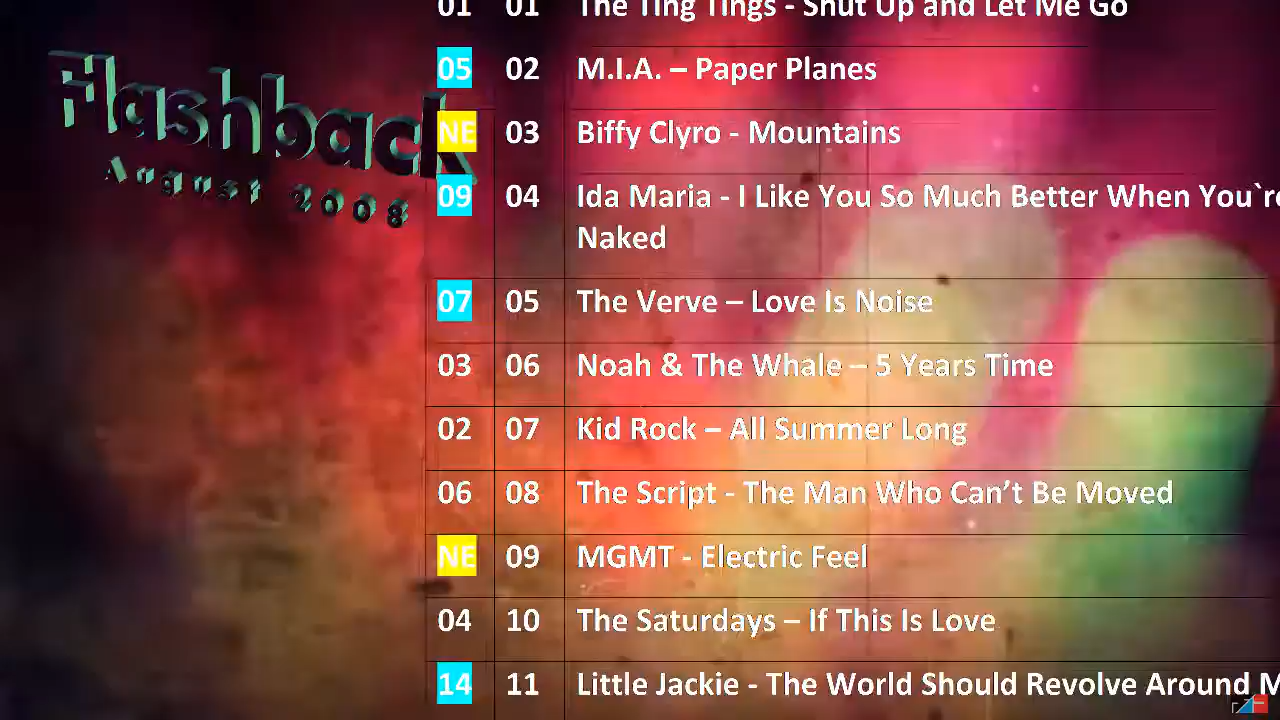 Flashback
August 2008
01 01 The Ting Tings - Shut Up and Let Me Go
05 02 M.I.A. – Paper Planes
NE 03 Biffy Clyro - Mountains
09 04 Ida Maria - I Like You So Much Better When You`re
Naked
07 05 The Verve – Love Is Noise
03 06 Noah & The Whale – 5 Years Time
02 07 Kid Rock – All Summer Long
06 08 The Script - The Man Who Can’t Be Moved
NE 09 MGMT - Electric Feel
04 10 The Saturdays – If This Is Love
14 11 Little Jackie - The World Should Revolve Around